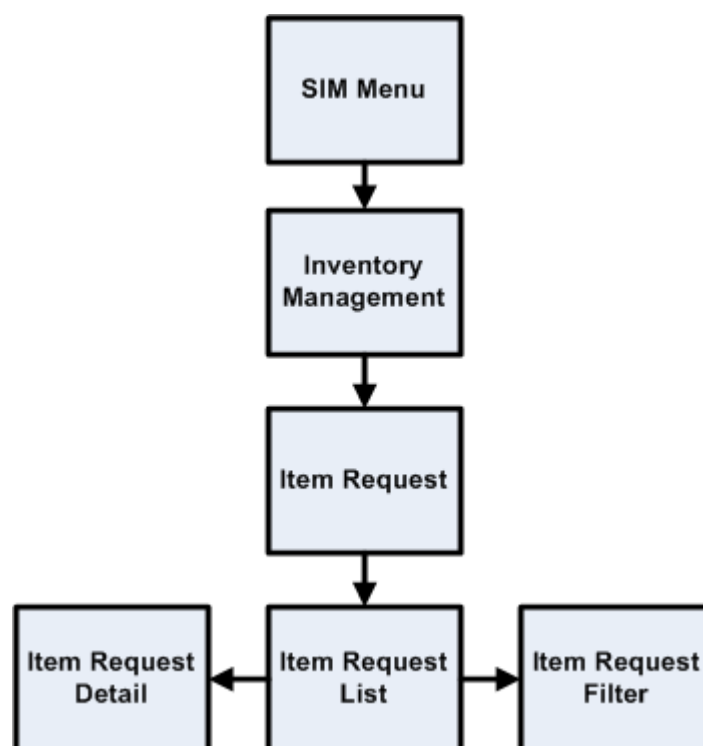 SIM Menu
Inventory
Management
Item Request
Item Request
Detail
Item Request
List
Item Request
Filter